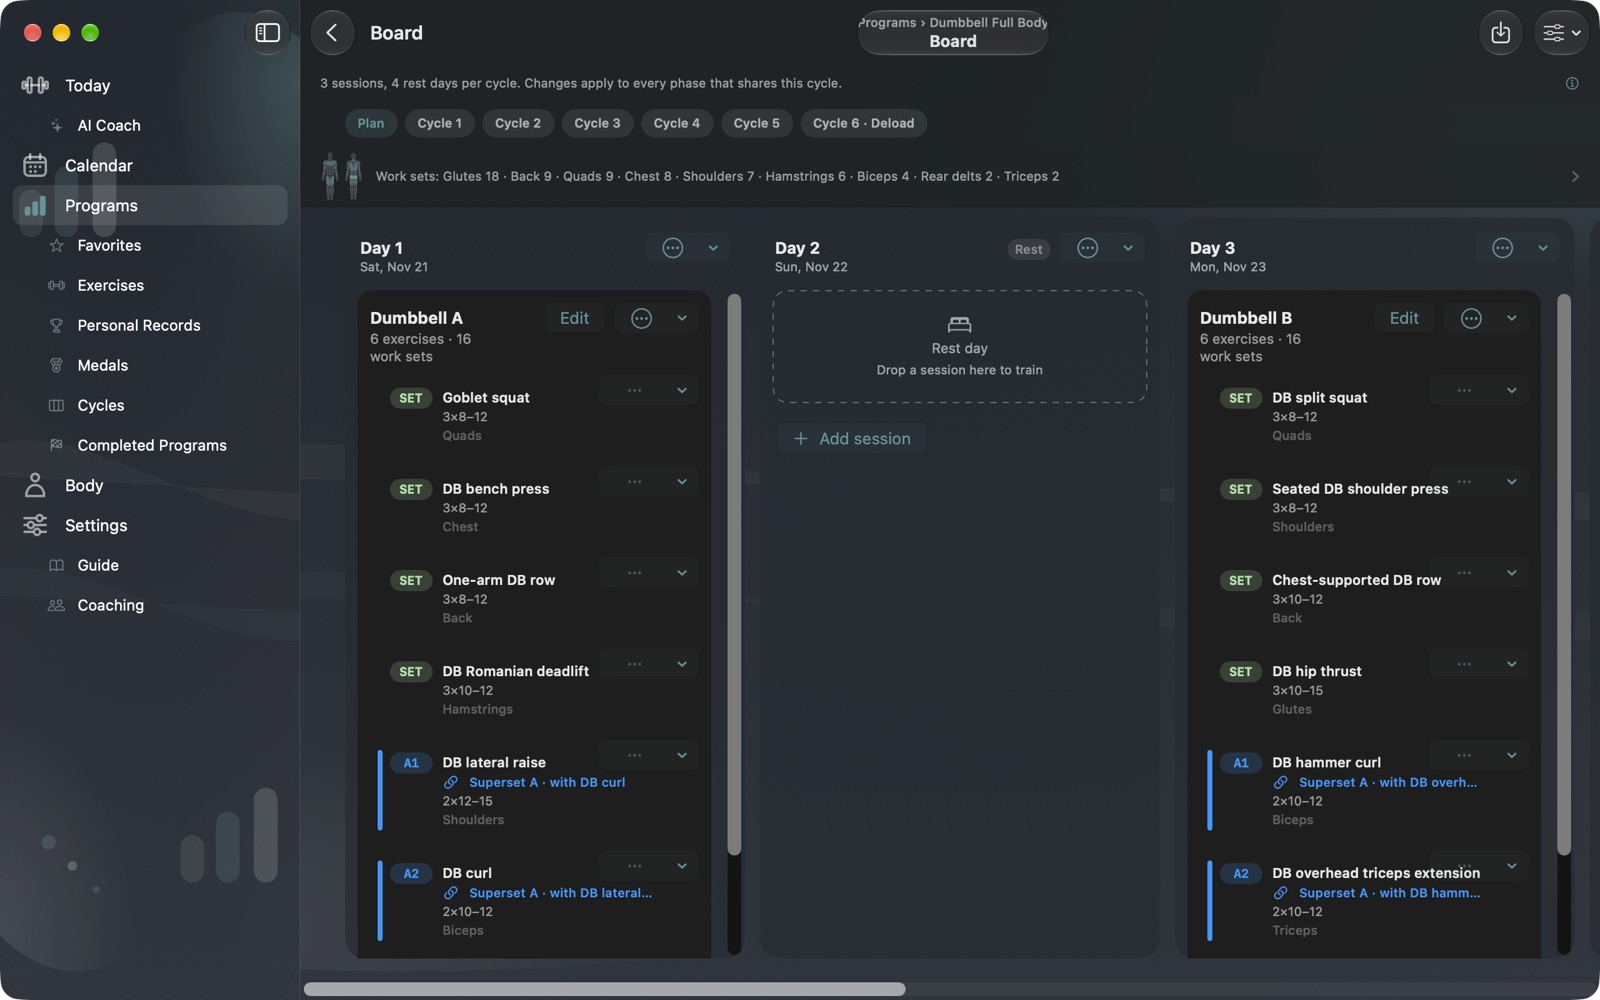 Board
Programs › Dumbbell Full Body
Board
3 sessions, 4 rest days per cycle. Changes apply to every phase that shares this cycle.
Plan
Cycle 1
Cycle 2
Cycle 3
Cycle 4
Cycle 5
Cycle 6 · Deload
Work sets: Glutes 18 · Back 9 · Quads 9 · Chest 8 · Shoulders 7 · Hamstrings 6 · Biceps 4 · Rear delts 2 · Triceps 2
Today
AI Coach
Calendar
Programs
Favorites
Exercises
Personal Records
Medals
Cycles
Completed Programs
Body
Settings
Guide
Coaching
Day 1
Sat, Nov 21
Dumbbell A
Edit
6 exercises · 16
work sets
SET
Goblet squat
3×8–12
Quads
SET
DB bench press
3×8–12
Chest
SET
One-arm DB row
3×8–12
Back
SET
DB Romanian deadlift
3×10–12
Hamstrings
A1
DB lateral raise
Superset A · with DB curl
2×12–15
Shoulders
A2
DB curl
Superset A · with DB lateral...
2×10–12
Biceps
Day 2
Rest
Sun, Nov 22
Rest day
Drop a session here to train
+ Add session
Day 3
Mon, Nov 23
Dumbbell B
Edit
6 exercises · 16
work sets
SET
DB split squat
3×8–12
Quads
SET
Seated DB shoulder press
3×8–12
Shoulders
SET
Chest-supported DB row
3×10–12
Back
SET
DB hip thrust
3×10–15
Glutes
A1
DB hammer curl
Superset A · with DB overh...
2×10–12
Biceps
A2
DB overhead triceps extension
Superset A · with DB hamm...
2×10–12
Triceps